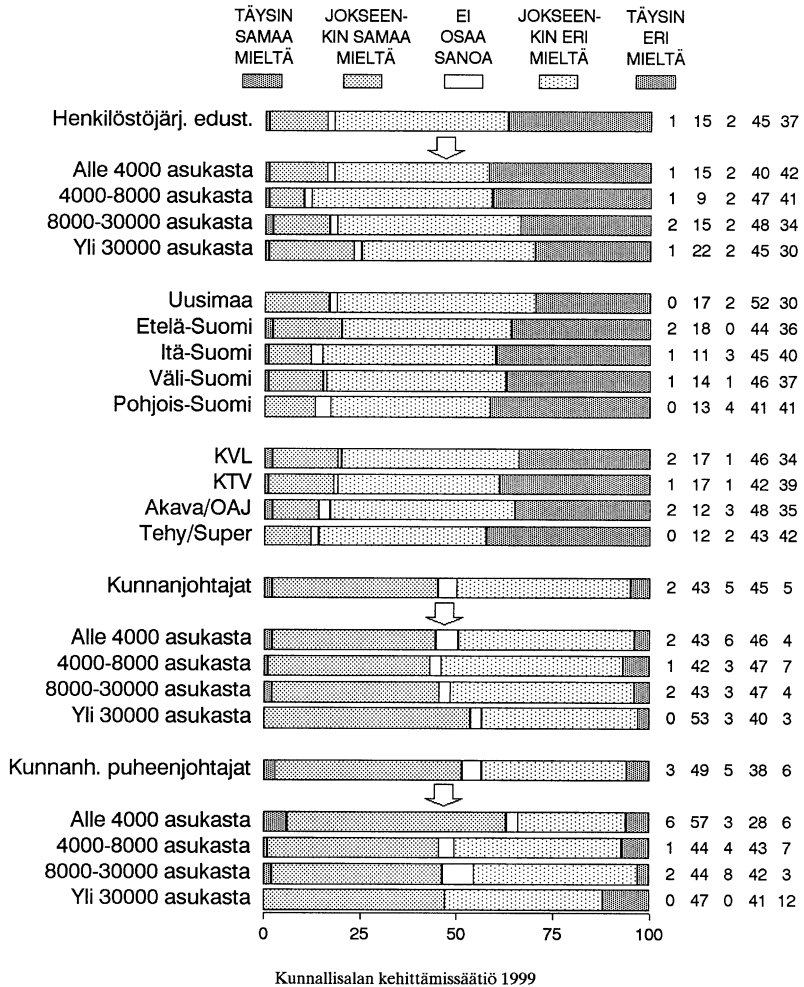 TÄYSIN JOKSEEN- EI JOKSEEN- TÄYSIN
SAMAA KIN SAMAA OSAA KIN ERI ERI
MIELTÄ MIELTÄ SANOA MIELTÄ MIELTÄ
Henkilöstöjärj. edust. 1 15 2 45 37
Alle 4000 asukasta 1 15 2 40 42
4000-8000 asukasta 1 9 2 47 41
8000-30000 asukasta 2 15 2 48 34
Yli 30000 asukasta 1 22 2 45 30
Uusimaa 0 17 2 52 30
Etelä-Suomi 2 18 0 44 36
Itä-Suomi 1 11 3 45 40
Väli-Suomi 1 14 1 46 37
Pohjois-Suomi 0 13 4 41 41
KVL 2 17 1 46 34
KTV 1 17 1 42 39
Akava/OAJ 2 12 3 48 35
Tehy/Super 0 12 2 43 42
Kunnanjohtajat 2 43 5 45 5
Alle 4000 asukasta 2 43 6 46 4
4000-8000 asukasta 1 42 3 47 7
8000-30000 asukasta 2 43 3 47 4
Yli 30000 asukasta 0 53 3 40 3
Kunnanh. puheenjohtajat 3 49 5 38 6
Alle 4000 asukasta 6 57 3 28 6
4000-8000 asukasta 1 44 4 43 7
8000-30000 asukasta 2 44 8 42 3
Yli 30000 asukasta 0 47 0 41 12
0 25 50 75 100
Kunnallisalan kehittämissäätiö 1999